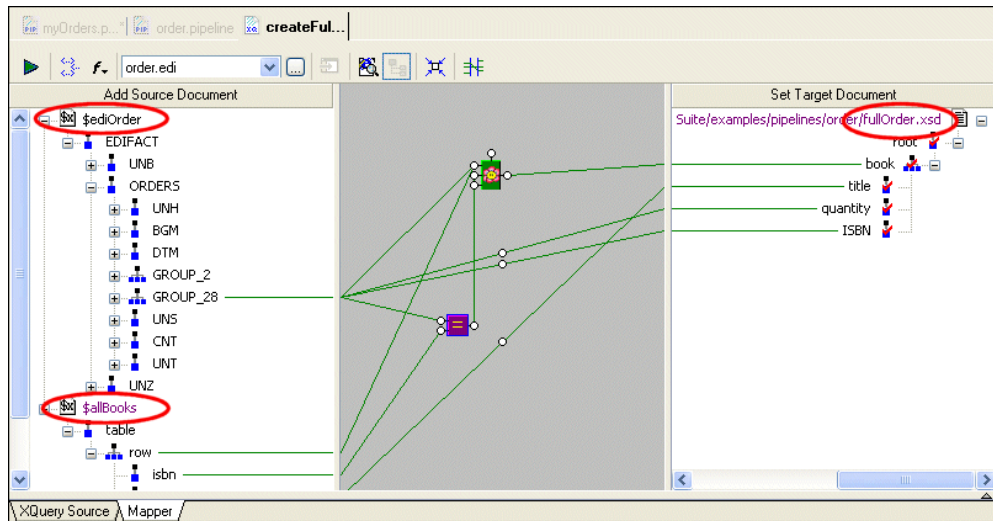 myOrders.p...* order.pipeline createFul...
order.edi
Add Source Document
$ediOrder
EDIFACT
UNB
ORDERS
UNH
BGM
DTM
GROUP_2
GROUP_28
UNS
CNT
UNT
UNZ
$allBooks
table
row
isbn
Set Target Document
Suite/examples/pipelines/order/fullOrder.xsd
root
book
title
quantity
ISBN
XQuery Source Mapper